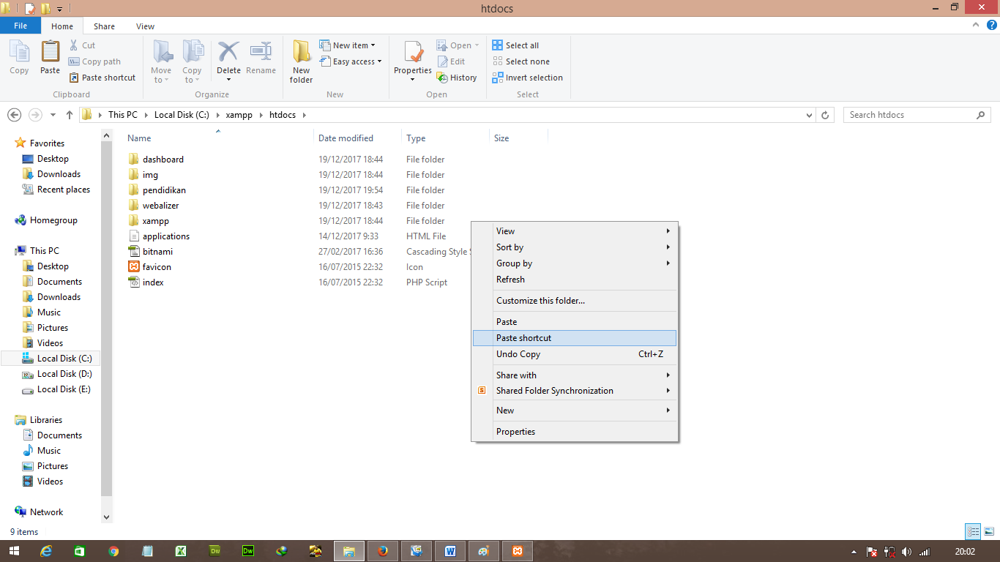 htdocs
File Home Share View
Copy
Paste
Cut
Copy path
Paste shortcut
Clipboard
Move to
Copy to
Delete
Rename
Organize
New folder
New item
Easy access
New
Properties
Open
Edit
History
Open
Select all
Select none
Invert selection
Select
This PC Local Disk (C:) xampp htdocs
Search htdocs
Favorites
Desktop
Downloads
Recent places
Homegroup
This PC
Desktop
Documents
Downloads
Music
Pictures
Videos
Local Disk (C:)
Local Disk (D:)
Local Disk (E:)
Libraries
Documents
Music
Pictures
Videos
Network
Name Date modified Type Size
dashboard 19/12/2017 18:44 File folder
img 19/12/2017 18:44 File folder
pendidikan 19/12/2017 19:54 File folder
webalizer 19/12/2017 18:43 File folder
xampp 19/12/2017 18:44 File folder
applications 14/12/2017 9:33 HTML File
bitnami 27/02/2017 16:36 Cascading Style S
favicon 16/07/2015 22:32 Icon
index 16/07/2015 22:32 PHP Script
View
Sort by
Group by
Refresh
Customize this folder...
Paste
Paste shortcut
Undo Copy Ctrl+Z
Share with
Shared Folder Synchronization
New
Properties
9 items
20:02